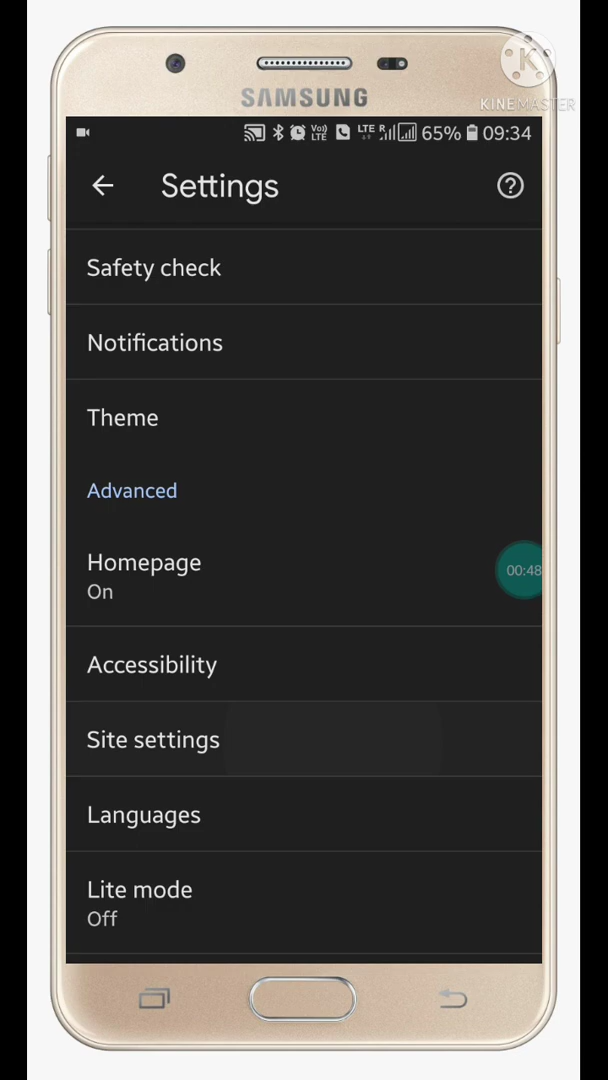 SAMSUNG
KINEMASTER
LTE 65% 09:34
Settings
Safety check
Notifications
Theme
Advanced
Homepage
On
00:48
Accessibility
Site settings
Languages
Lite mode
Off